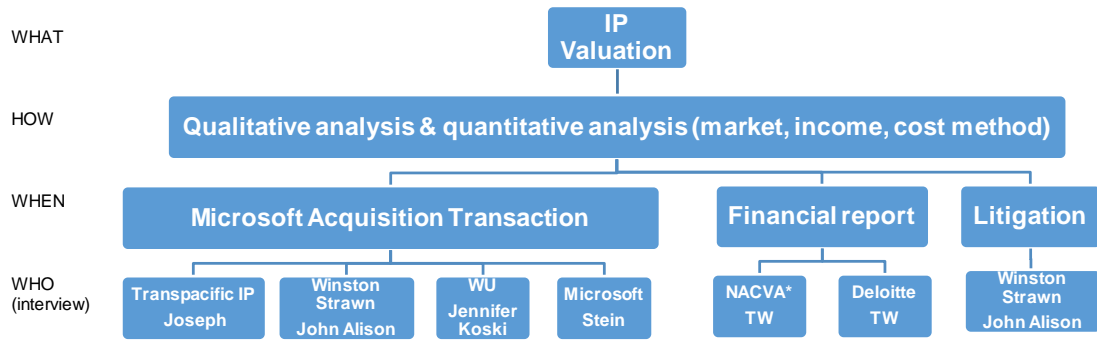 WHAT
IP
Valuation
HOW
Qualitative analysis & quantitative analysis (market, income, cost method)
WHEN
Microsoft Acquisition Transaction
Financial report
Litigation
WHO
(interview)
Transpacific IP
Joseph
Winston
Strawn
John Alison
WU
Jennifer
Koski
Microsoft
Stein
NACVA*
TW
Deloitte
TW
Winston
Strawn
John Alison